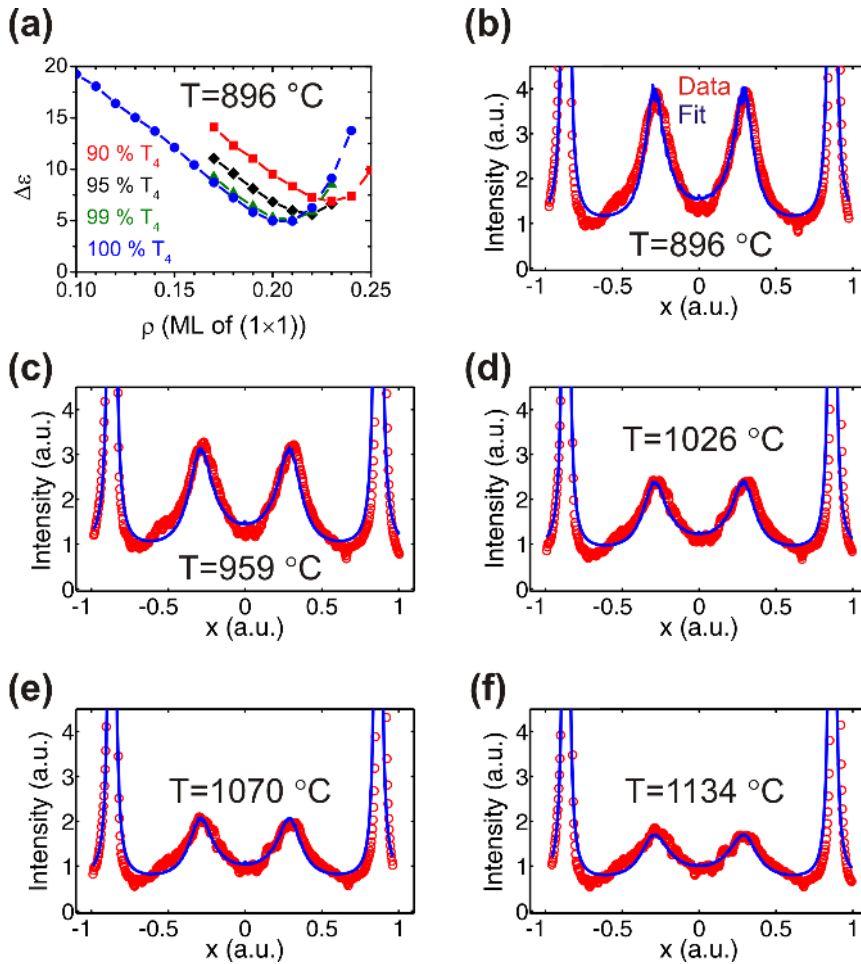 (a)
20
15
10
5
0
Δε
T=896 °C
90 % T₄
95 % T₄
99 % T₄
100 % T₄
0.10 0.15 0.20 0.25
ρ (ML of (1×1))
(b)
4
3
2
1
Intensity (a.u.)
Data
Fit
T=896 °C
-1 -0.5 0 0.5 1
x (a.u.)
(c)
4
3
2
1
0
Intensity (a.u.)
T=959 °C
-1 -0.5 0 0.5 1
x (a.u.)
(d)
4
3
2
1
0
Intensity (a.u.)
T=1026 °C
-1 -0.5 0 0.5 1
x (a.u.)
(e)
4
3
2
1
0
Intensity (a.u.)
T=1070 °C
-1 -0.5 0 0.5 1
x (a.u.)
(f)
4
3
2
1
0
Intensity (a.u.)
T=1134 °C
-1 -0.5 0 0.5 1
x (a.u.)